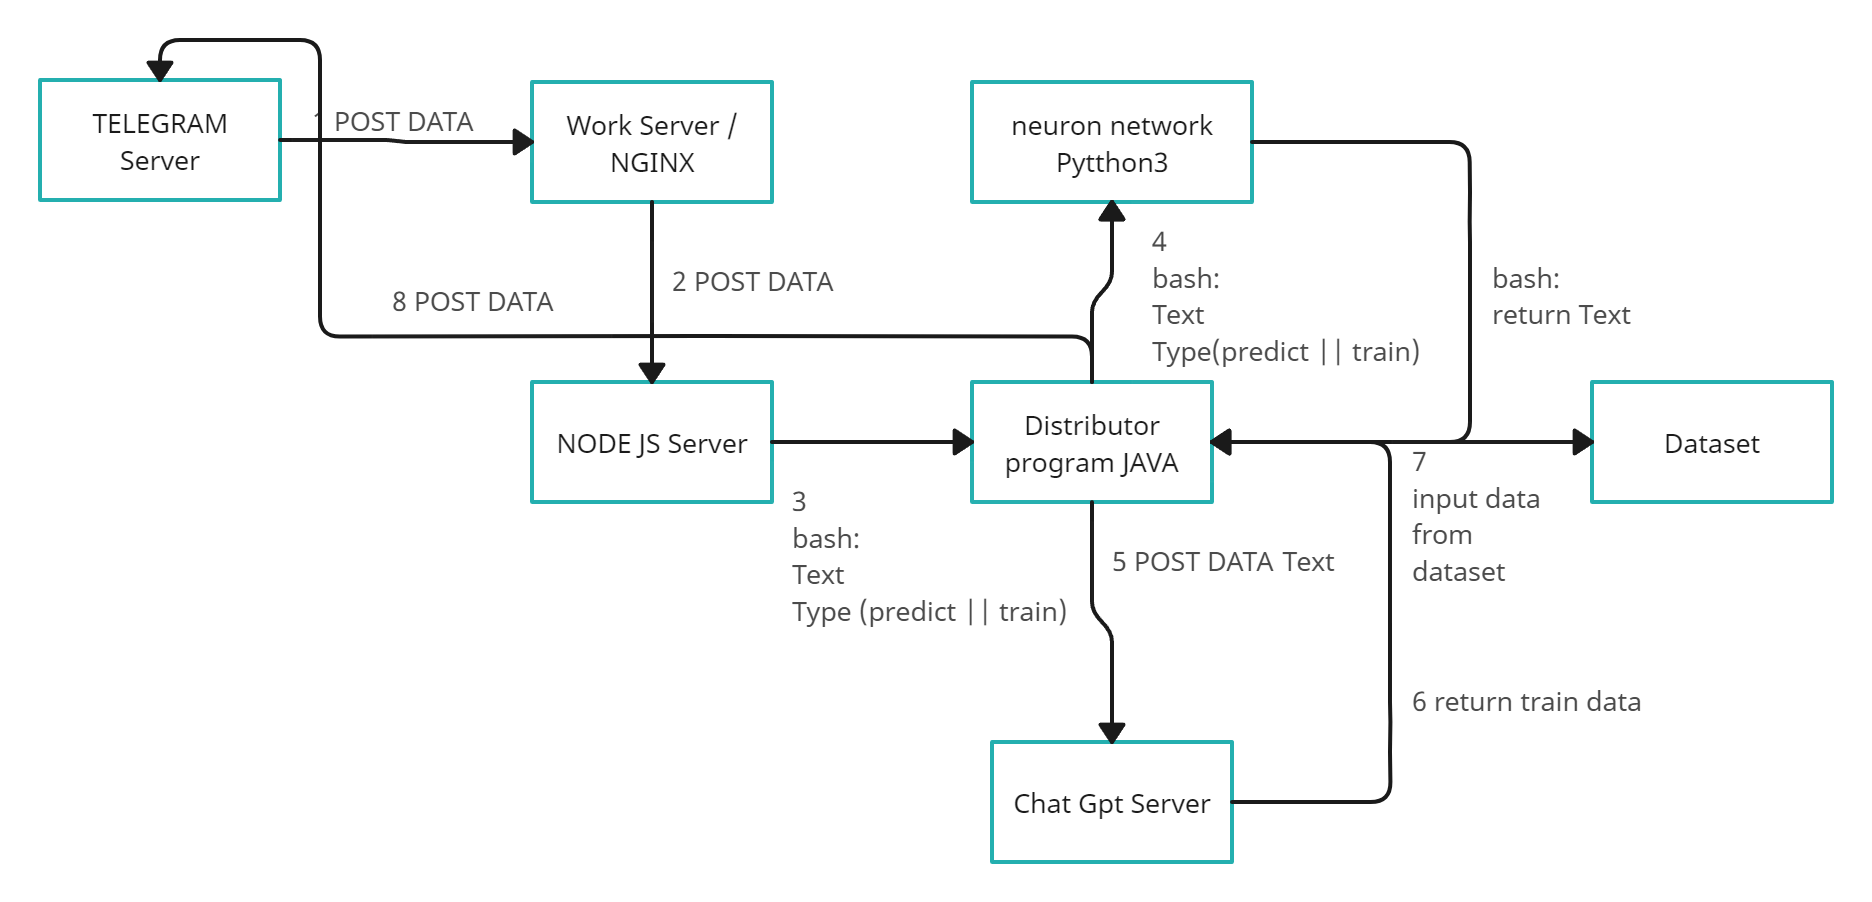 TELEGRAM
Server
1 POST DATA
Work Server /
NGINX
neuron network
Pytthon3
8 POST DATA
2 POST DATA
4
bash:
Text
Type(predict || train)
bash:
return Text
NODE JS Server
Distributor
program JAVA
Dataset
3
bash:
Text
Type (predict || train)
5 POST DATA Text
7
input data
from
dataset
6 return train data
Chat Gpt Server